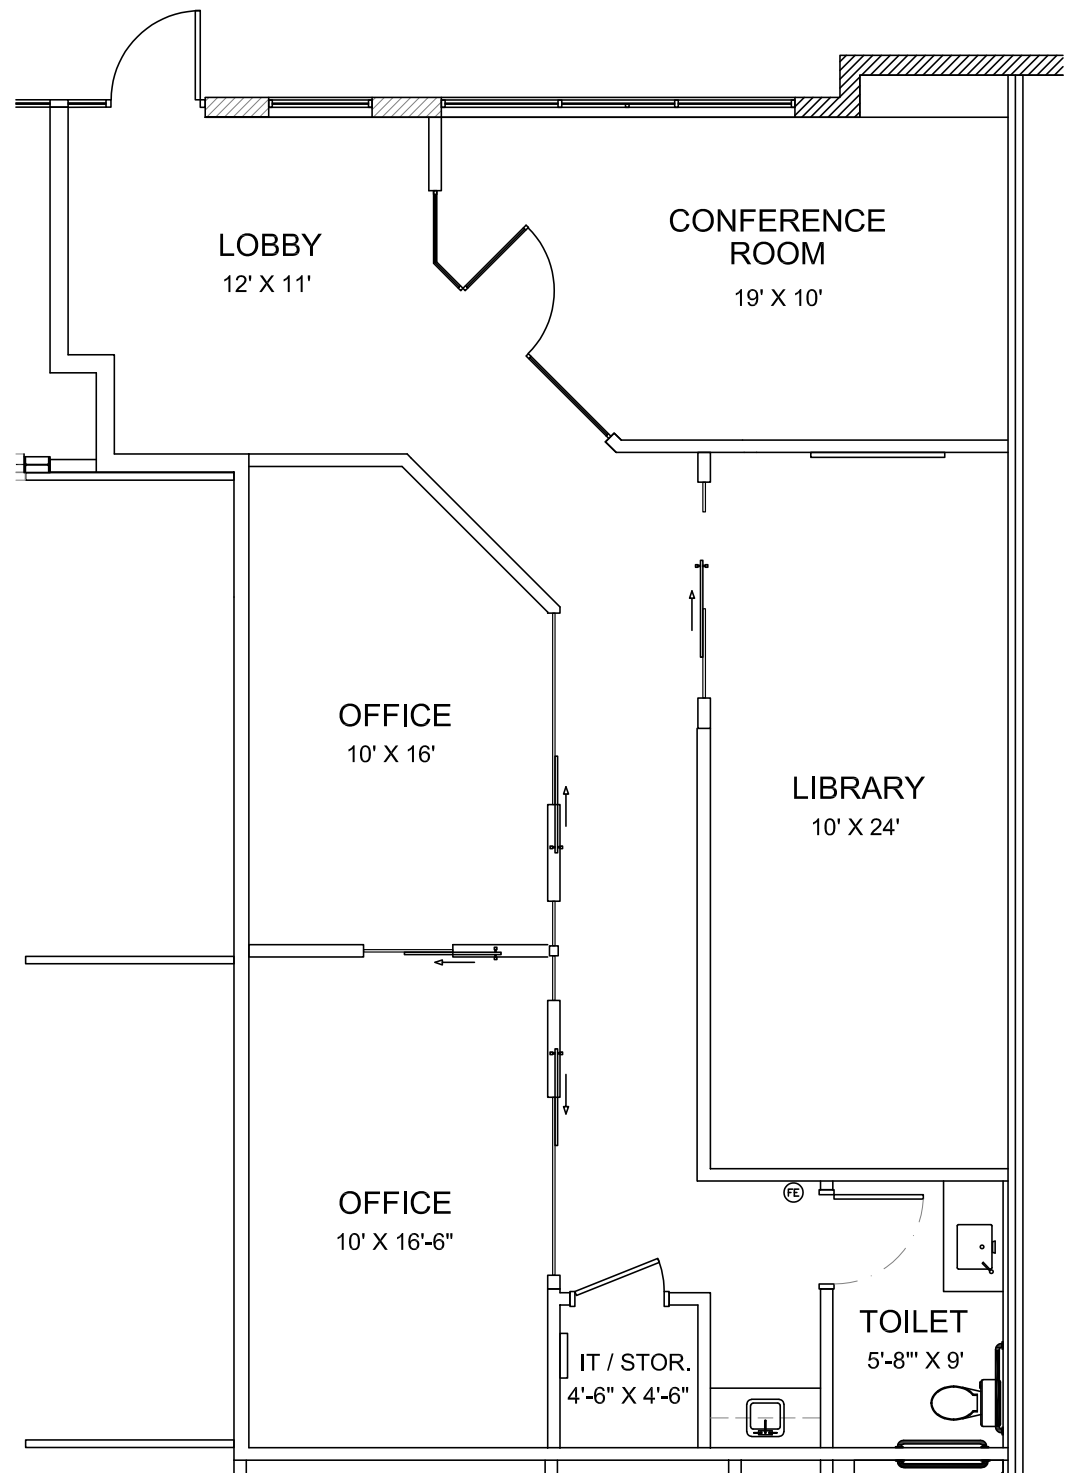 LOBBY
12' X 11'
CONFERENCE
ROOM
19' X 10'
OFFICE
10' X 16'
LIBRARY
10' X 24'
OFFICE
10' X 16'-6"
FE
TOILET
5'-8"' X 9'
IT / STOR.
4'-6" X 4'-6"